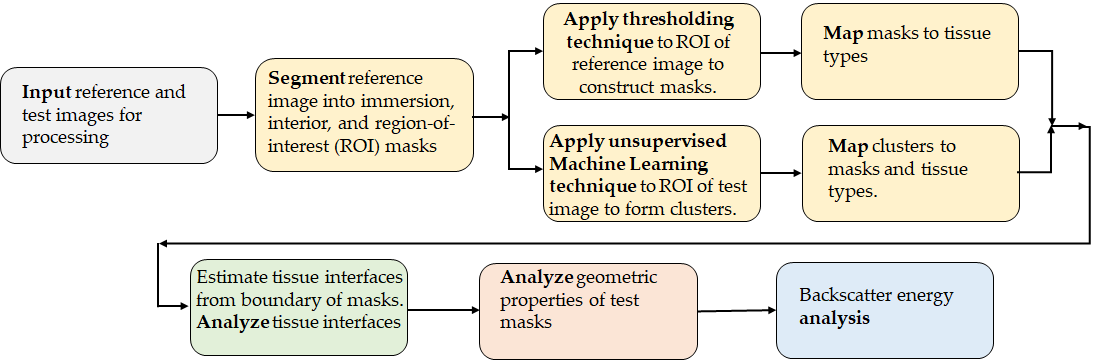 Input reference and
test images for
processing
Segment reference
image into immersion,
interior, and region-of-
interest (ROI) masks
Apply thresholding
technique to ROI of
reference image to
construct masks.
Map masks to tissue
types
Apply unsupervised
Machine Learning
technique to ROI of test
image to form clusters.
Map clusters to
masks and tissue
types.
Estimate tissue interfaces
from boundary of masks.
Analyze tissue interfaces
Analyze geometric
properties of test
masks
Backscatter energy
analysis